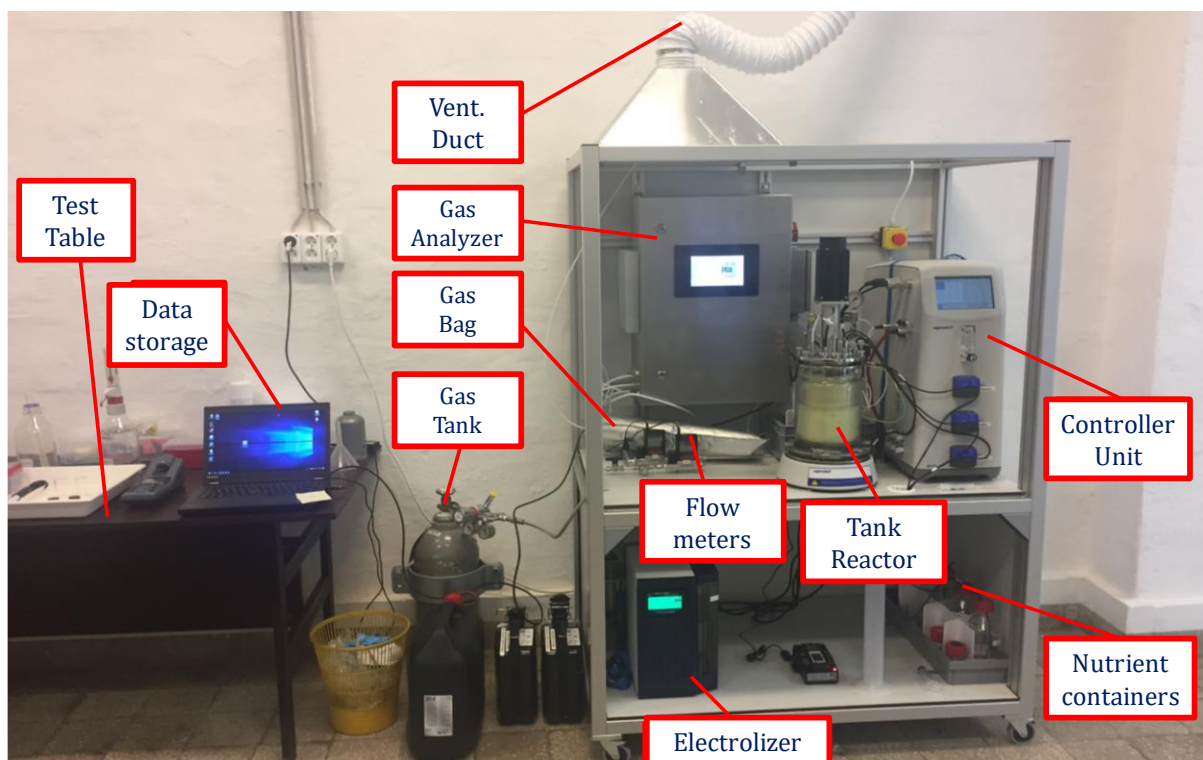 Vent.
Duct
Test
Table
Gas
Analyzer
Data
storage
Gas
Bag
Gas
Tank
Controller
Unit
Flow
meters
Tank
Reactor
Nutrient
containers
Electrolizer